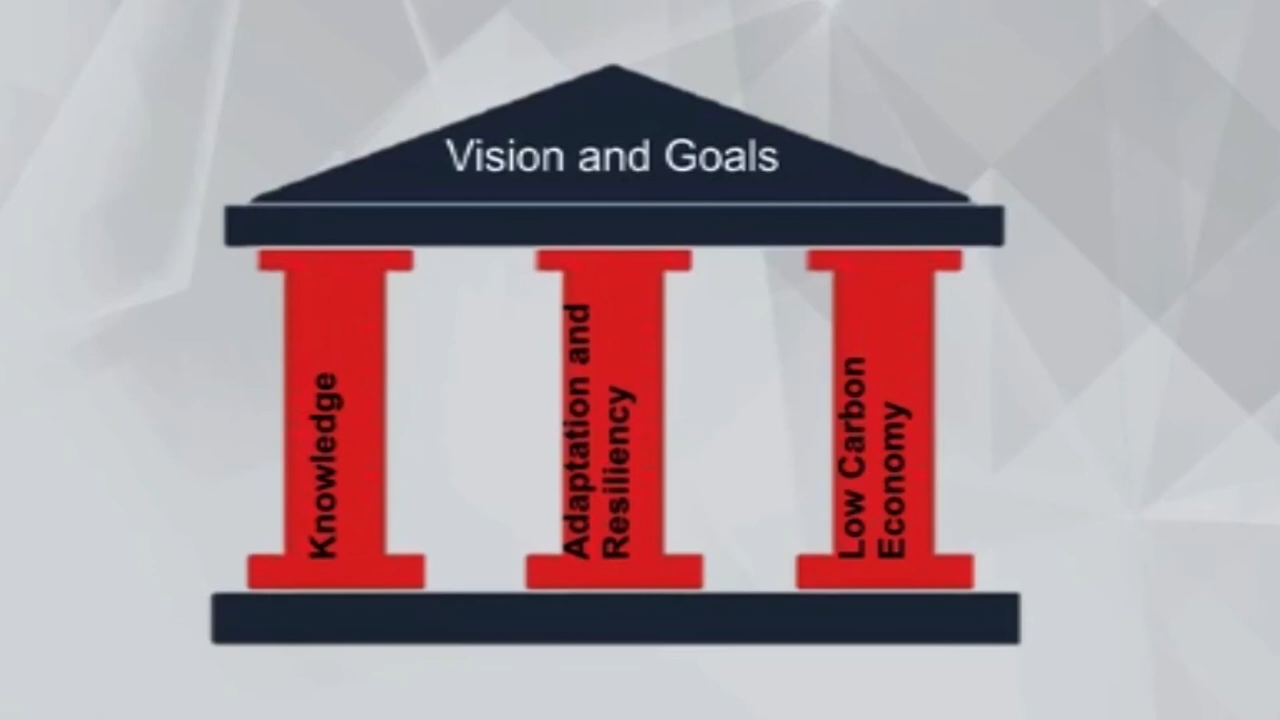 Vision and Goals
Knowledge
Adaptation and
Resiliency
Low Carbon
Economy